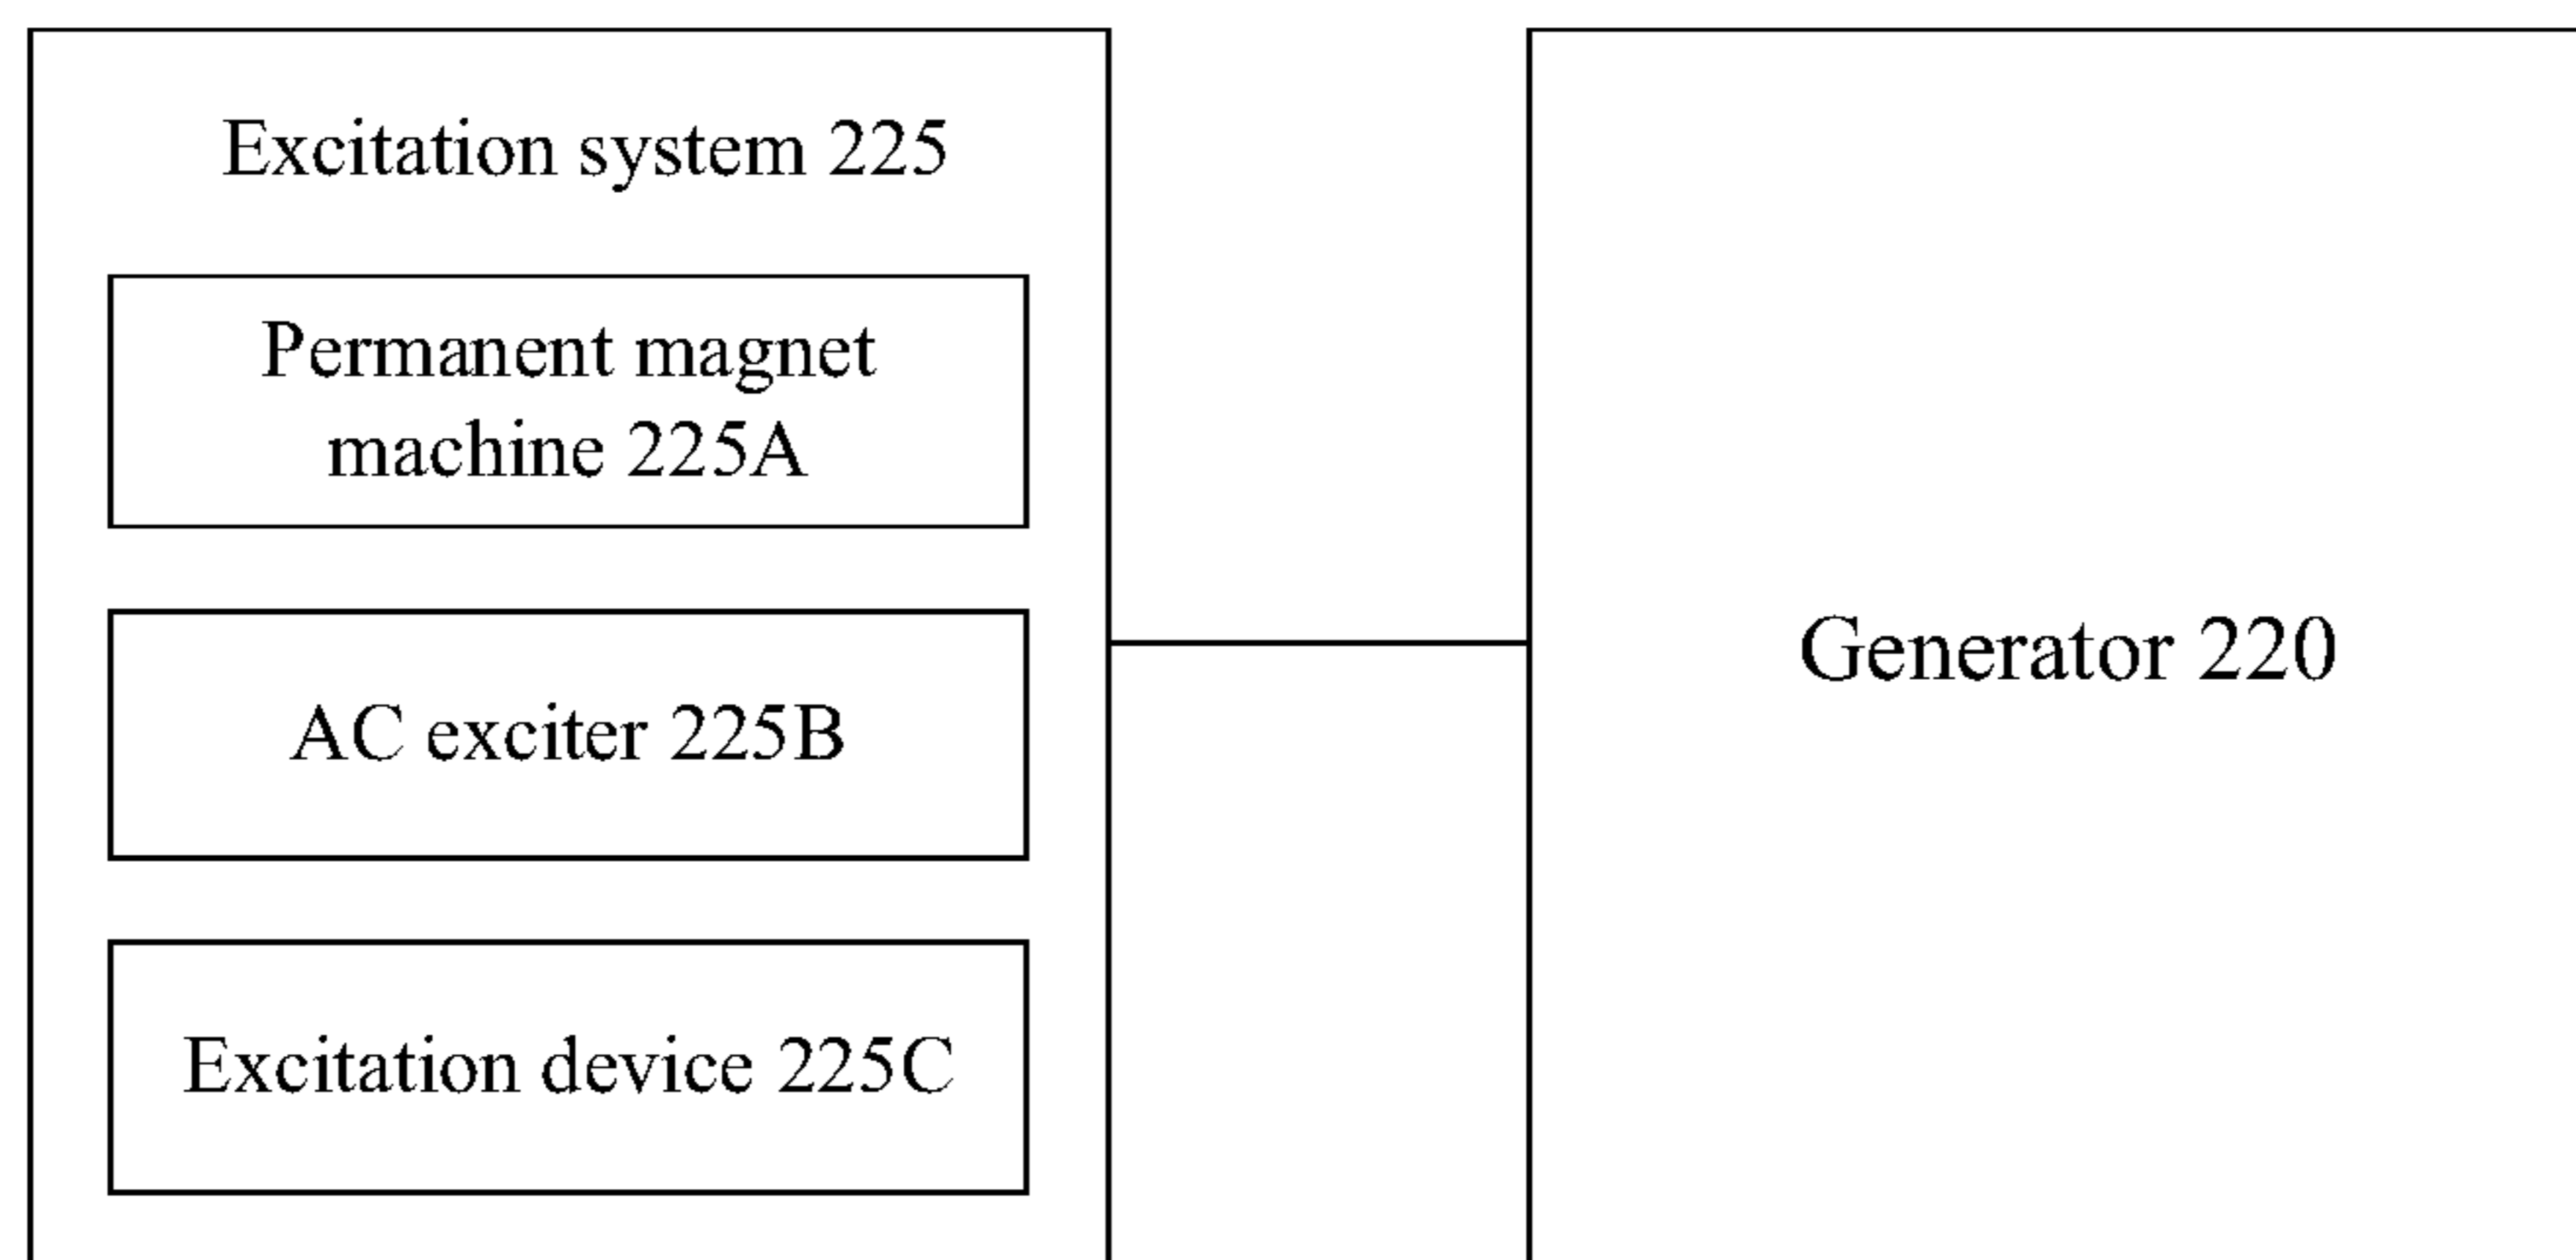 Excitation system 225
Permanent magnet
machine 225A
AC exciter 225B
Excitation device 225C
Generator 220